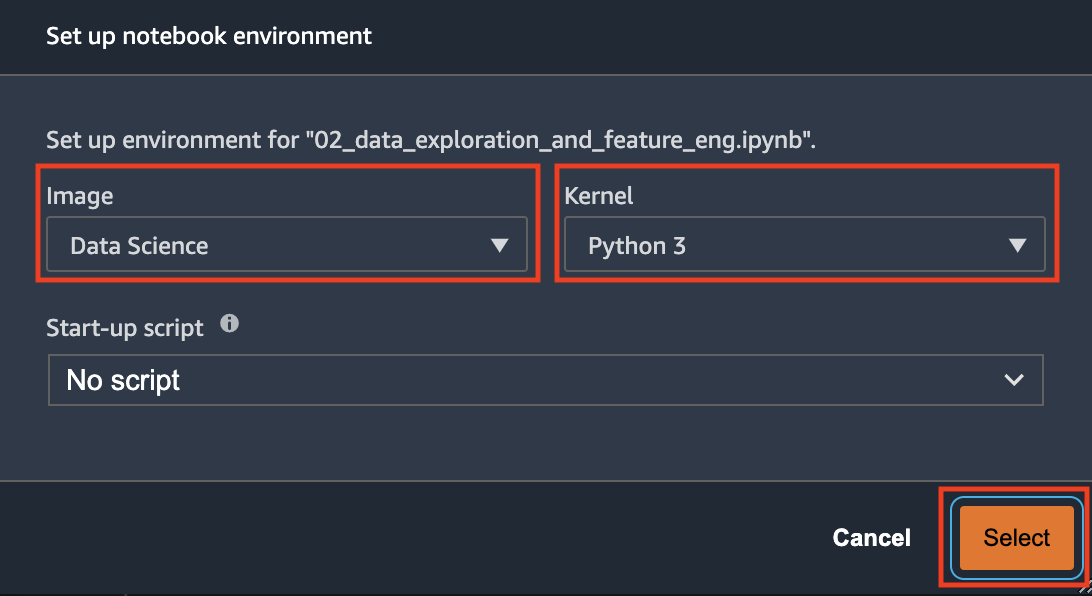 Set up notebook environment
Set up environment for "02_data_exploration_and_feature_eng.ipynb".
Image
Kernel
Data Science
Python 3
Start-up script
No script
Cancel
Select